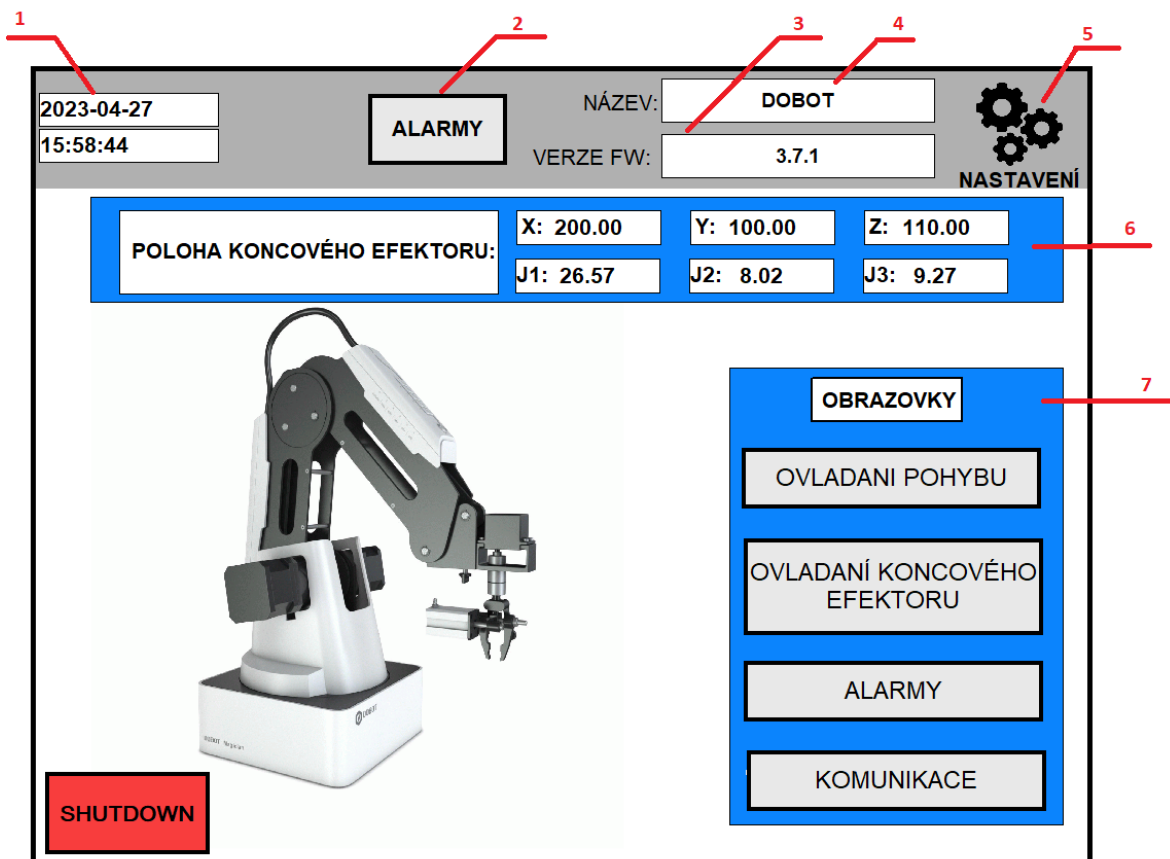 1
2
3
4
5
2023-04-27
15:58:44
ALARMY
NÁZEV:
DOBOT
VERZE FW:
3.7.1
NASTAVENÍ
POLOHA KONCOVÉHO EFEKTORU:
X: 200.00
Y: 100.00
Z: 110.00
J1: 26.57
J2: 8.02
J3: 9.27
6
7
OBRAZOVKY
OVLADANI POHYBU
OVLADANÍ KONCOVÉHO
EFEKTORU
ALARMY
KOMUNIKACE
DOBOT
SHUTDOWN